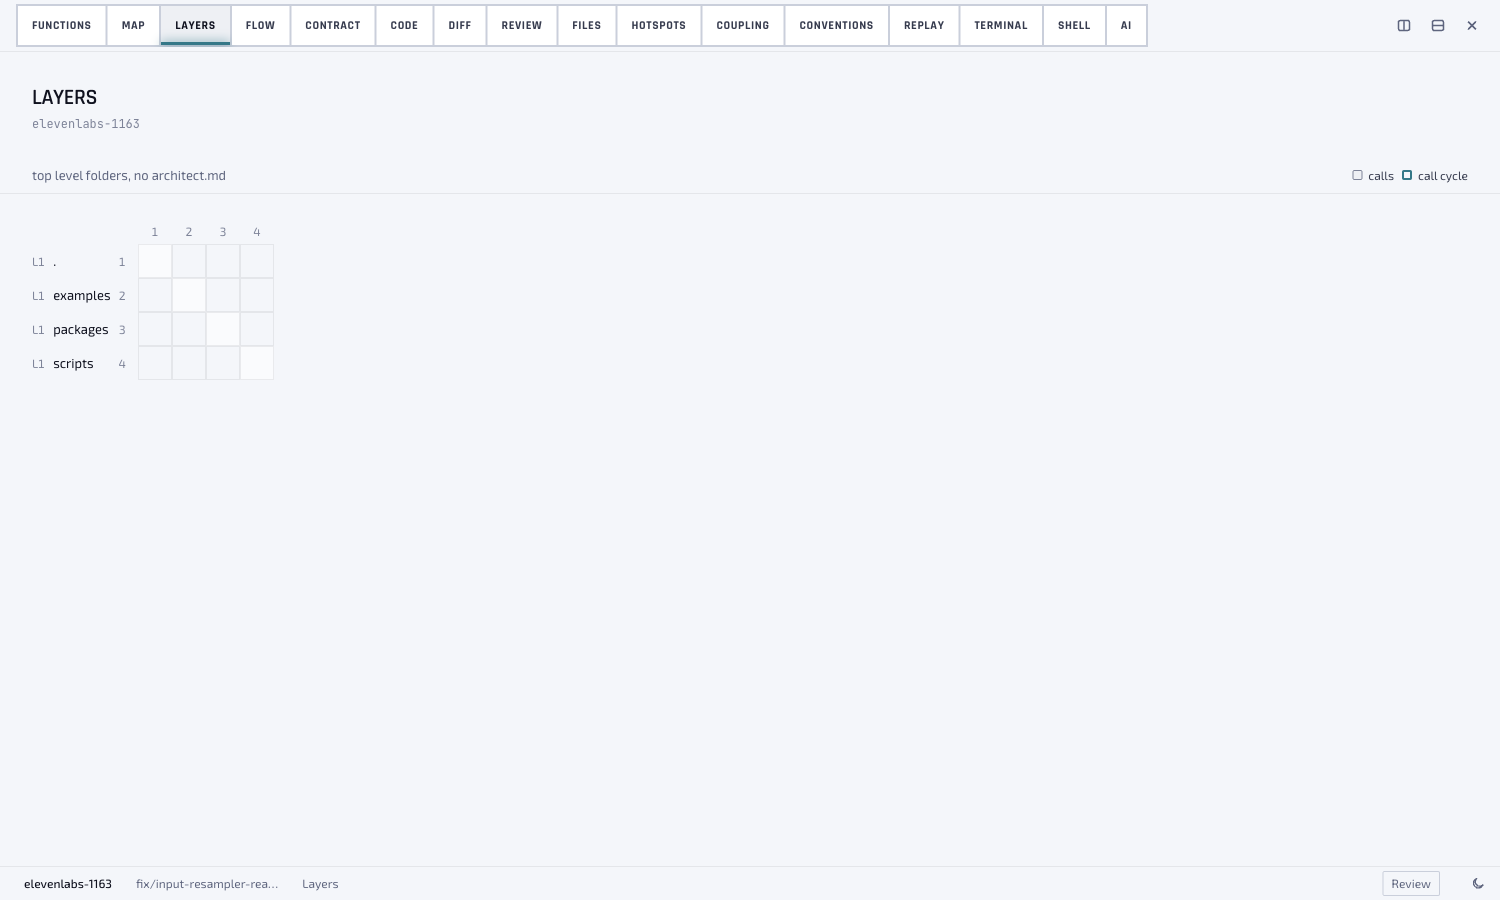 FUNCTIONS MAP LAYERS FLOW CONTRACT CODE DIFF REVIEW FILES HOTSPOTS COUPLING CONVENTIONS REPLAY TERMINAL SHELL AI
LAYERS
elevenlabs-1163
top level folders, no architect.md
calls call cycle
1 2 3 4
L1 . 1
L1 examples 2
L1 packages 3
L1 scripts 4
elevenlabs-1163 fix/input-resampler-rea... Layers Review